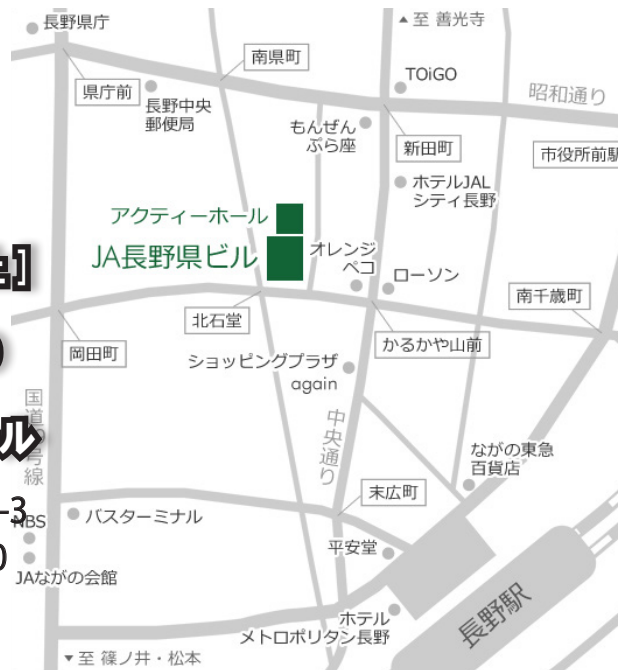 長野県庁
▲至 善光寺
南県町
TOiGO
県庁前
長野中央
郵便局
昭和通り
もんぜん
ぷら座
新田町
市役所前駅
ホテルJAL
シティ長野
アクティーホール
JA長野県ビル
オレンジ
ペコ
ローソン
南千歳町
北石堂
岡田町
かるかや山前
ショッピングプラザ
again
中央通り
ながの東急
百貨店
末広町
ル
-3
NBS
バスターミナル
平安堂
JAながの会館
長野駅
ホテル
メトロポリタン長野
▼至 篠ノ井・松本